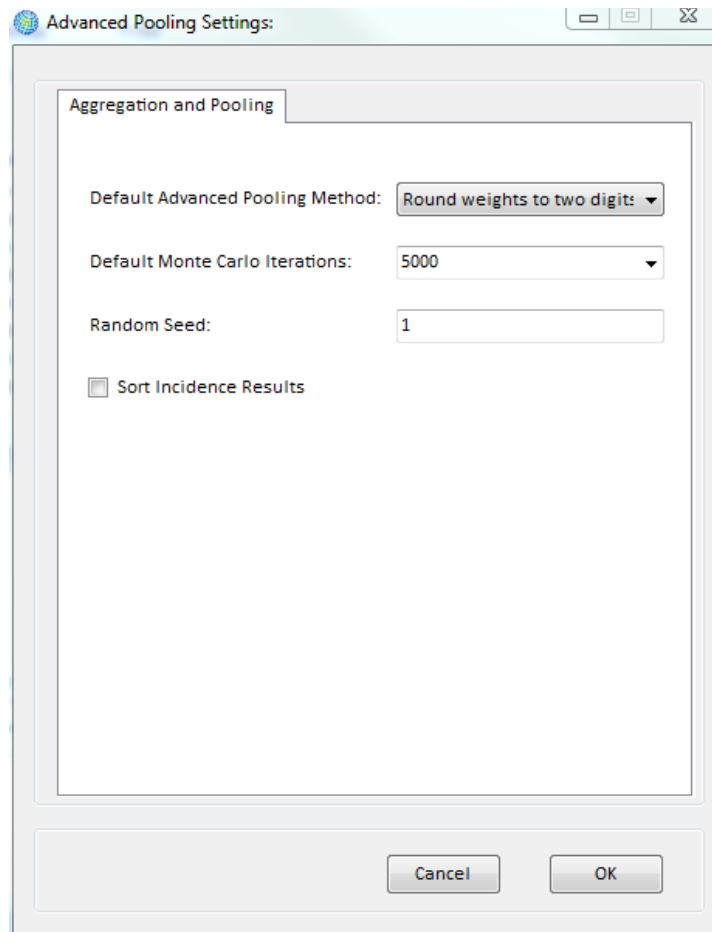 Advanced Pooling Settings:
Aggregation and Pooling
Default Advanced Pooling Method: Round weights to two digits
Default Monte Carlo Iterations: 5000
Random Seed: 1
Sort Incidence Results
Cancel OK